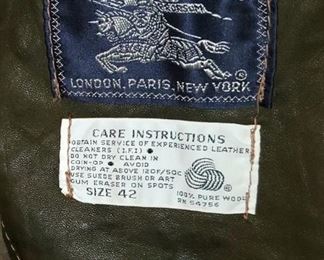 LONDON, PARIS, NEW YORK
CARE INSTRUCTIONS
OBTAIN SERVICE OF EXPERIENCED LEATHER
CLEANERS (I.F.I)
DO NOT DRY CLEAN IN
COIN-OP • AVOID
DRYING AT ABOVE 120F/50C
USE SUEDE BRUSH OR ART
GUM ERASER ON SPOTS
SIZE 42
100% PURE WOOL
RN 54756